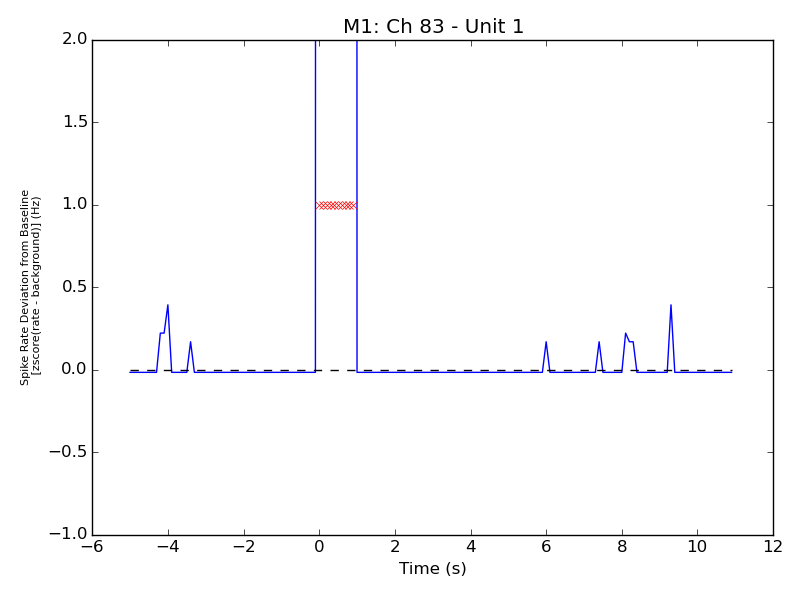 M1: Ch 83 - Unit 1
2.0
1.5
1.0
0.5
0.0
−0.5
−1.0
Spike Rate Deviation from Baseline
[zscore(rate - background)] (Hz)
−6 −4 −2 0 2 4 6 8 10 12
Time (s)